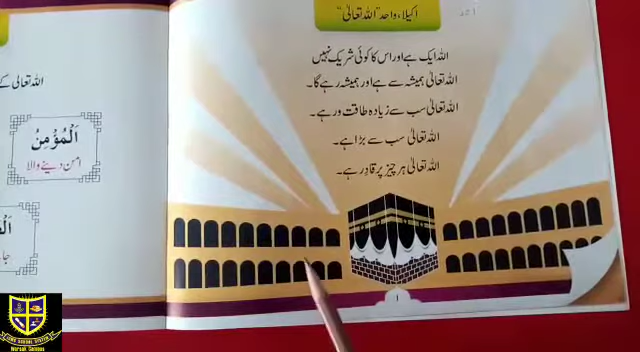 اکیلا، واحد "اللہ تعالیٰ"
اللہ ایک ہے اور اس کا کوئی شریک نہیں
اللہ تعالیٰ ہمیشہ سے ہے اور ہمیشہ رہے گا۔
اللہ تعالیٰ سب سے زیادہ طاقت ور ہے۔
اللہ تعالیٰ سب سے بڑا ہے۔
اللہ تعالیٰ ہر چیز پر قادر ہے۔
۱
اللہ تعالیٰ کے
اَلْمُؤْمِنُ
امن دینے والا
Warsak Campus